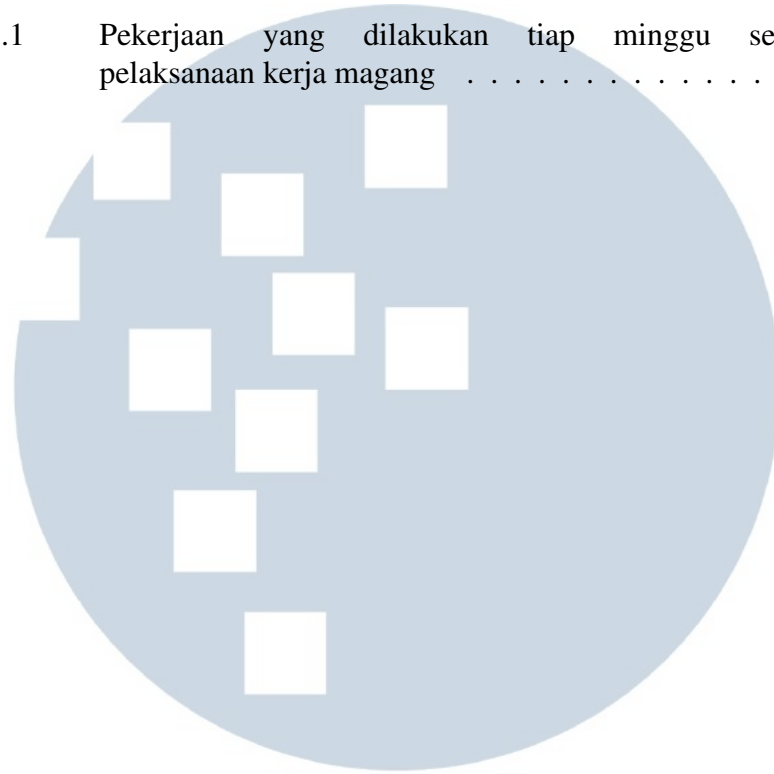 .1 Pekerjaan yang dilakukan tiap minggu se
pelaksanaan kerja magang . . . . . . . . . . . . .